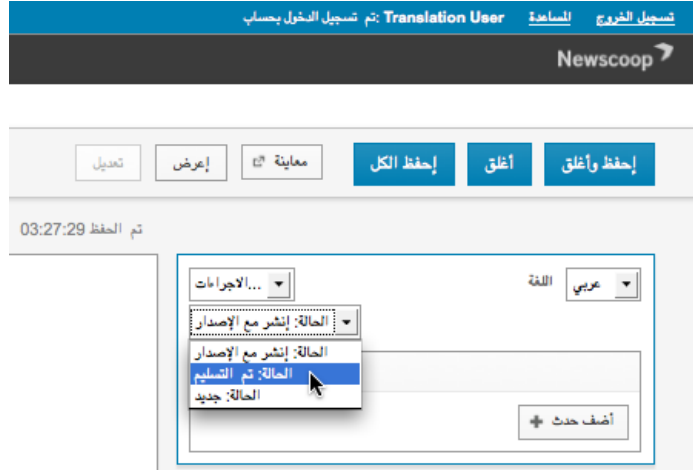 تسجيل الخروج المساعدة Translation User :تم تسجيل الدخول بحساب
Newscoop
إحفظ وأغلق أغلق إحفظ الكل معاينة إعرض تعديل
تم الحفظ 03:27:29
اللغة عربي ...الاجراءات
الحالة: إنشر مع الإصدار
الحالة: إنشر مع الإصدار
الحالة: تم التسليم
الحالة: جديد
أضف حدث +